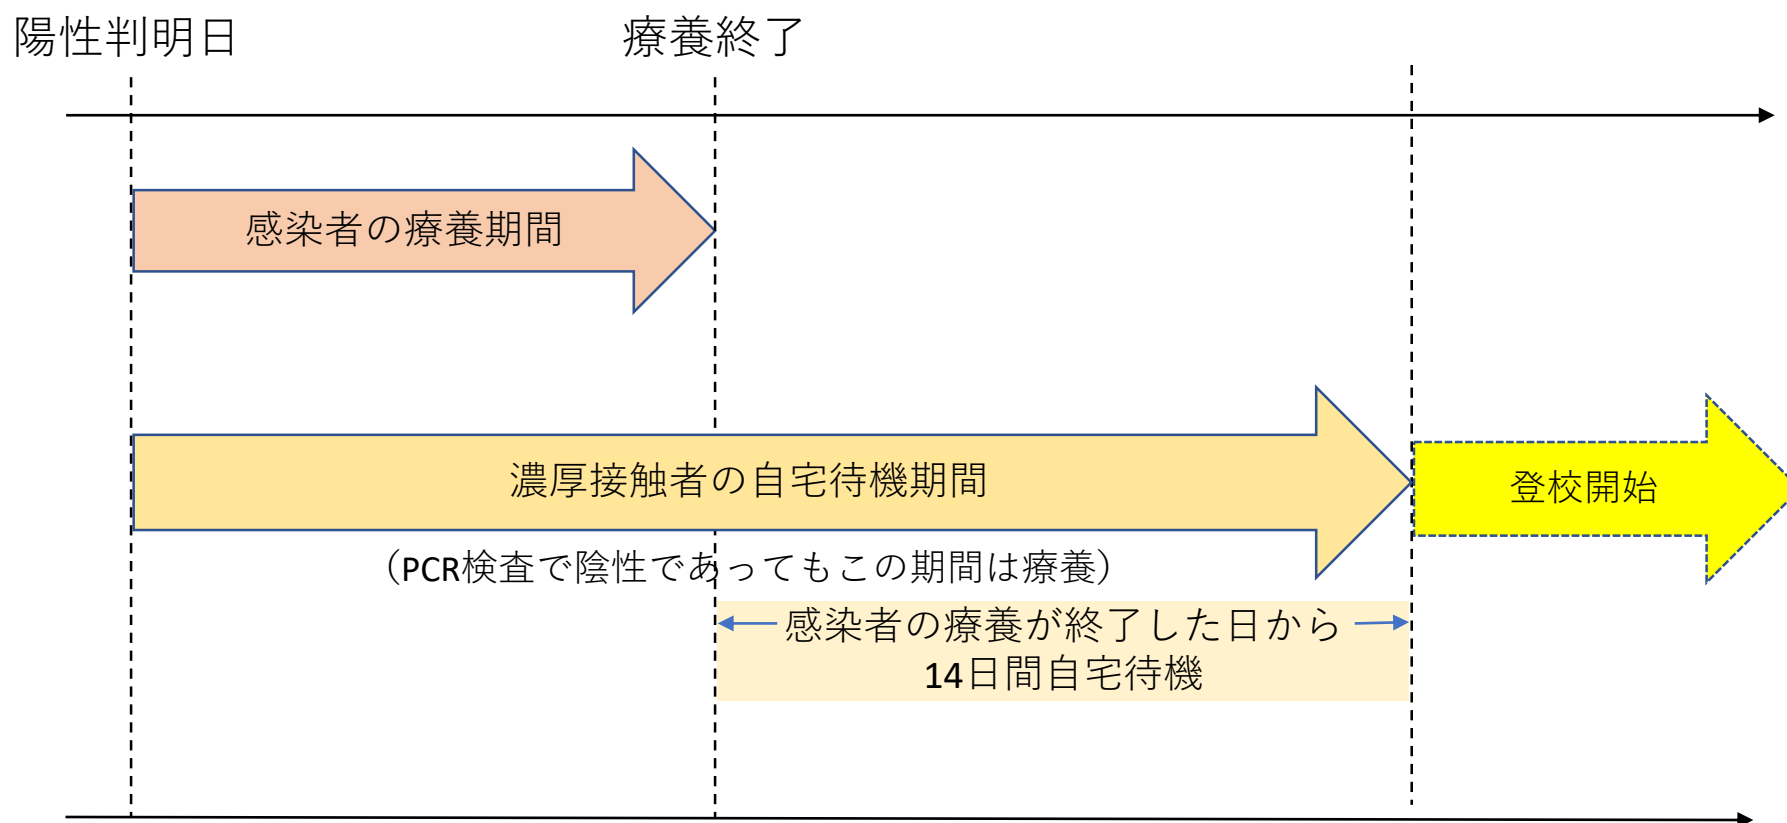 陽性判明日
療養終了
感染者の療養期間
濃厚接触者の自宅待機期間
登校開始
（PCR検査で陰性であってもこの期間は療養）
感染者の療養が終了した日から
14日間自宅待機